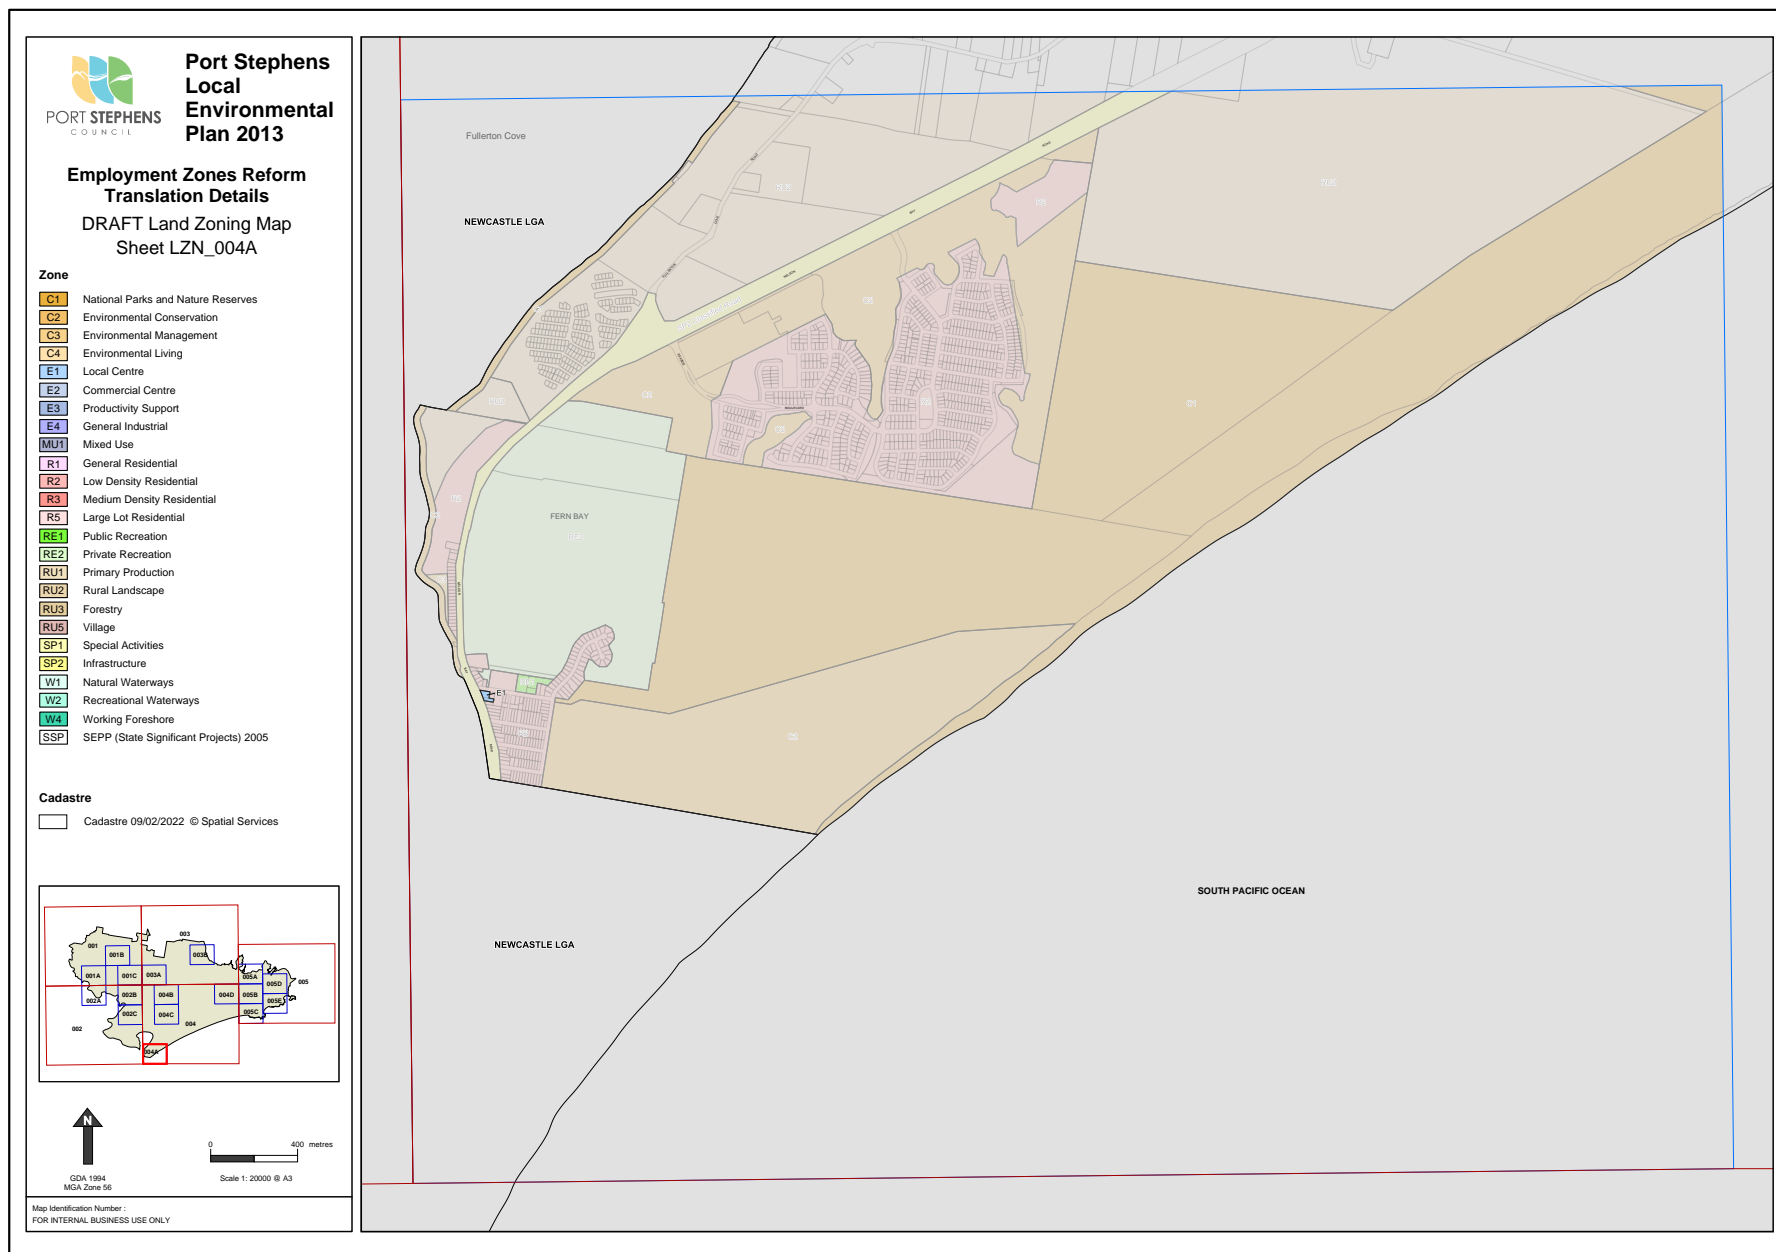 PORT STEPHENS
COUNCIL
Port Stephens
Local
Environmental
Plan 2013
Employment Zones Reform
Translation Details
DRAFT Land Zoning Map
Sheet LZN_004A
Zone
C1 National Parks and Nature Reserves
C2 Environmental Conservation
C3 Environmental Management
C4 Environmental Living
E1 Local Centre
E2 Commercial Centre
E3 Productivity Support
E4 General Industrial
MU1 Mixed Use
R1 General Residential
R2 Low Density Residential
R3 Medium Density Residential
R5 Large Lot Residential
RE1 Public Recreation
RE2 Private Recreation
RU1 Primary Production
RU2 Rural Landscape
RU3 Forestry
RU5 Village
SP1 Special Activities
SP2 Infrastructure
W1 Natural Waterways
W2 Recreational Waterways
W4 Working Foreshore
SSP SEPP (State Significant Projects) 2005
Cadastre
Cadastre 09/02/2022 © Spatial Services
001
003
001B
003B
001A
001C
003A
005A
005D
005
002A
002B
004B
004D
005B
005E
002C
004C
005C
002
004
004A
N
GDA 1994
MGA Zone 56
0 400 metres
Scale 1: 20000 @ A3
Map Identification Number :
FOR INTERNAL BUSINESS USE ONLY
Fullerton Cove
NEWCASTLE LGA
RU2
FERN BAY
E1
NEWCASTLE LGA
SOUTH PACIFIC OCEAN